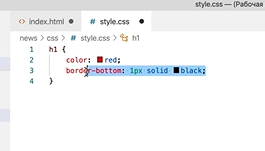 style.css — (Рабочая
index.html
style.css
news > css > style.css > h1
1 h1 {
2 color: red;
3 border-bottom: 1px solid black;
4 }